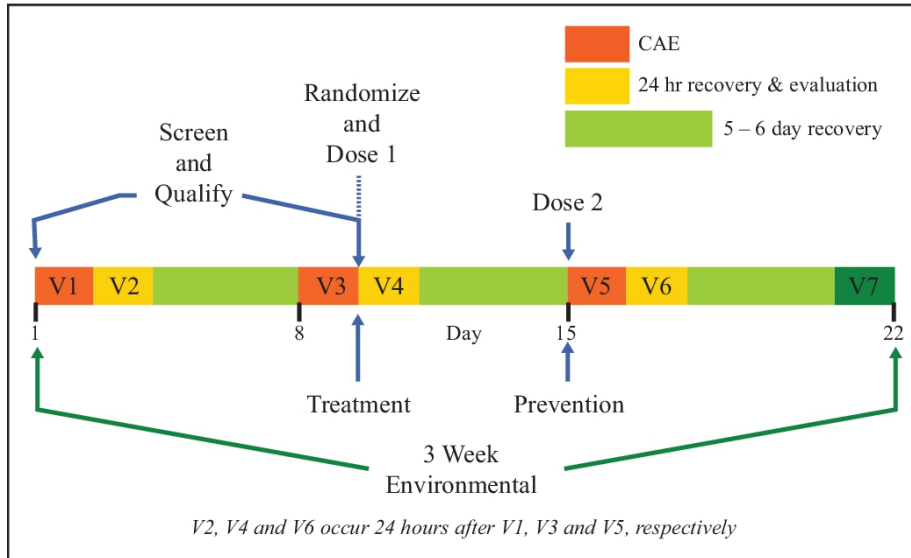 CAE
24 hr recovery & evaluation
5 – 6 day recovery
Screen
and
Qualify
Randomize
and
Dose 1
Dose 2
V1
V2
V3
V4
V5
V6
V7
1
8
Day
15
22
Treatment
Prevention
3 Week
Environmental
V2, V4 and V6 occur 24 hours after V1, V3 and V5, respectively